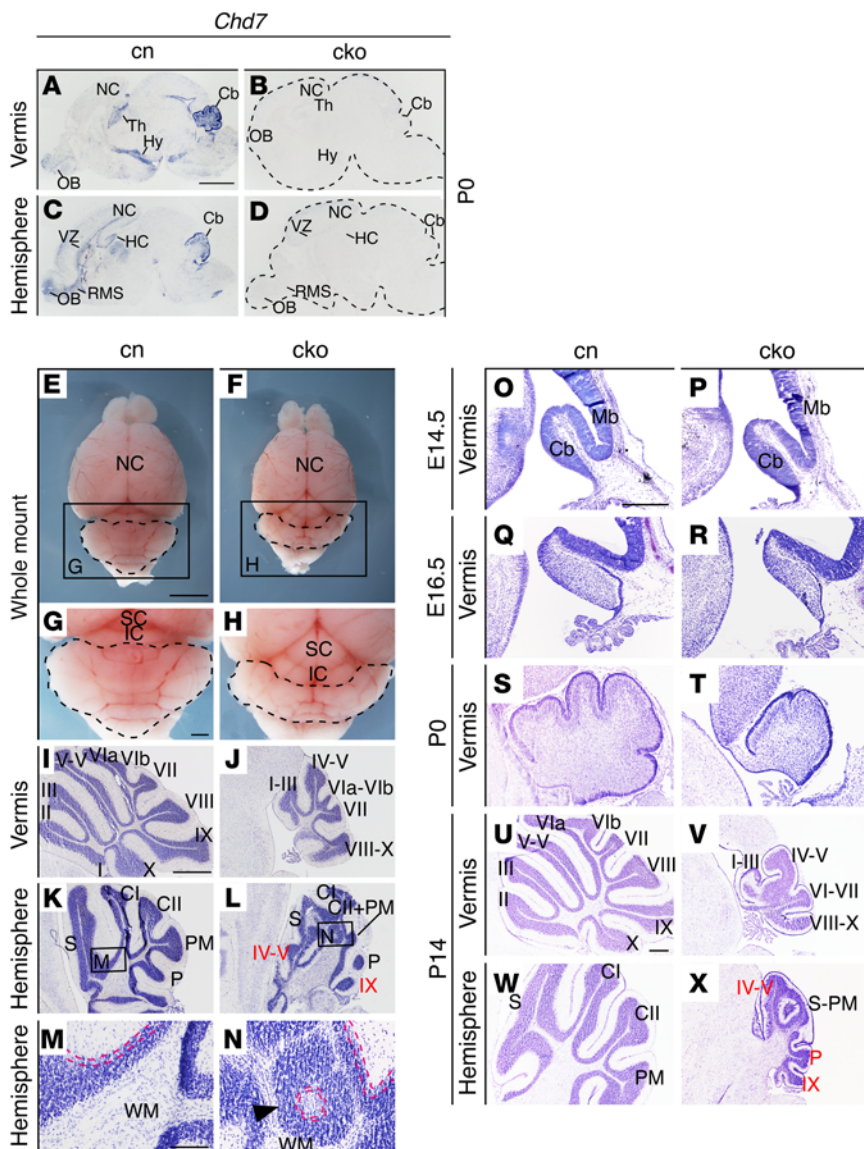 Chd7
cn cko
Vermis
A NC Cb Th Hy OB
B NC Th Cb OB Hy
P0
Hemisphere
C NC Cb VZ HC OB RMS
D NC Cb VZ HC RMS OB
cn cko
Whole mount
E NC G
F NC H
G SC IC
H SC IC
Vermis
I I II III V-V VIa VIb VII VIII IX X
J I-III IV-V VIa-VIb VII VIII-X
Hemisphere
K S M CI CII PM P
L S CI CII+PM N IV-V P IX
Hemisphere
M WM
N WM
cn cko
E14.5
Vermis
O Mb Cb
P Mb Cb
E16.5
Vermis
Q R
P0
Vermis
S T
P14
Vermis
U II III V-V VIa VIb VII VIII IX X
V I-III IV-V VI-VII VIII-X
Hemisphere
W S CI CII PM
X IV-V S-PM P IX